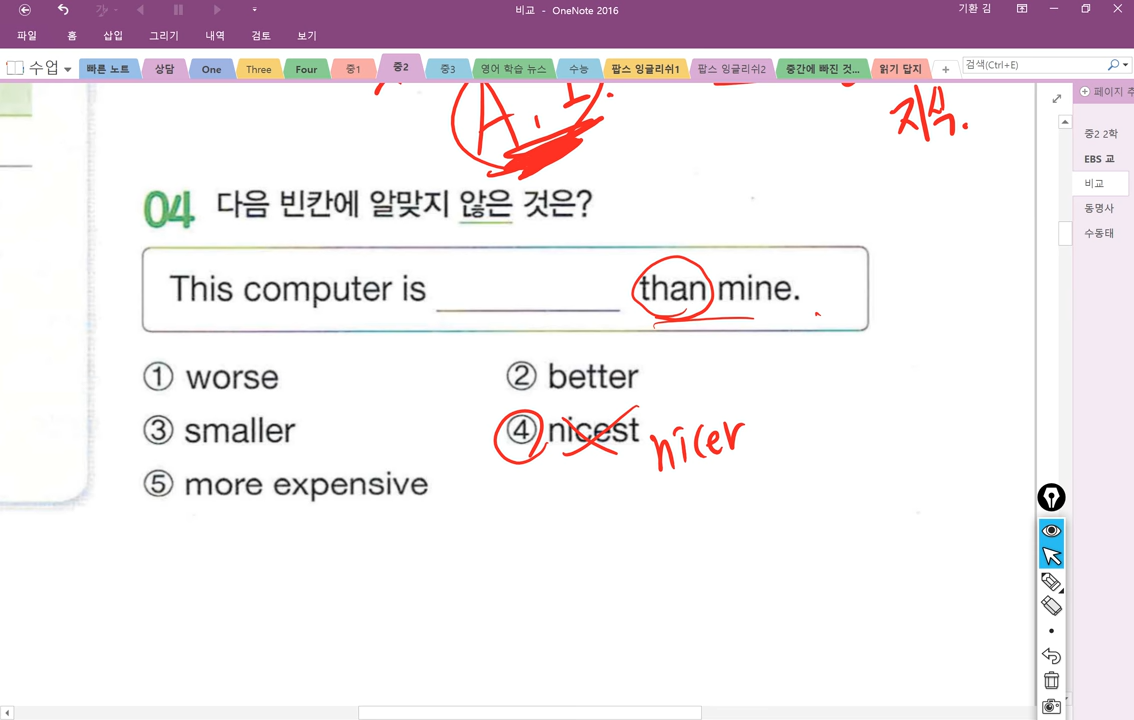 비교 - OneNote 2016
기환 김
파일 홈 삽입 그리기 내역 검토 보기
수업 빠른 노트 상담 One Three Four 중1 중2 중3 영어 학습 뉴스 수능 팝스 잉글리쉬1 팝스 잉글리쉬2 중간에 빠진 것... 읽기 답지 + 검색(Ctrl+E)
페이지 추
중2 2학
EBS 교
비교
동명사
수동태
A. I.
지식.
04 다음 빈칸에 알맞지 않은 것은?
This computer is __________ than mine.
① worse ② better
③ smaller ④ nicest nicer
⑤ more expensive